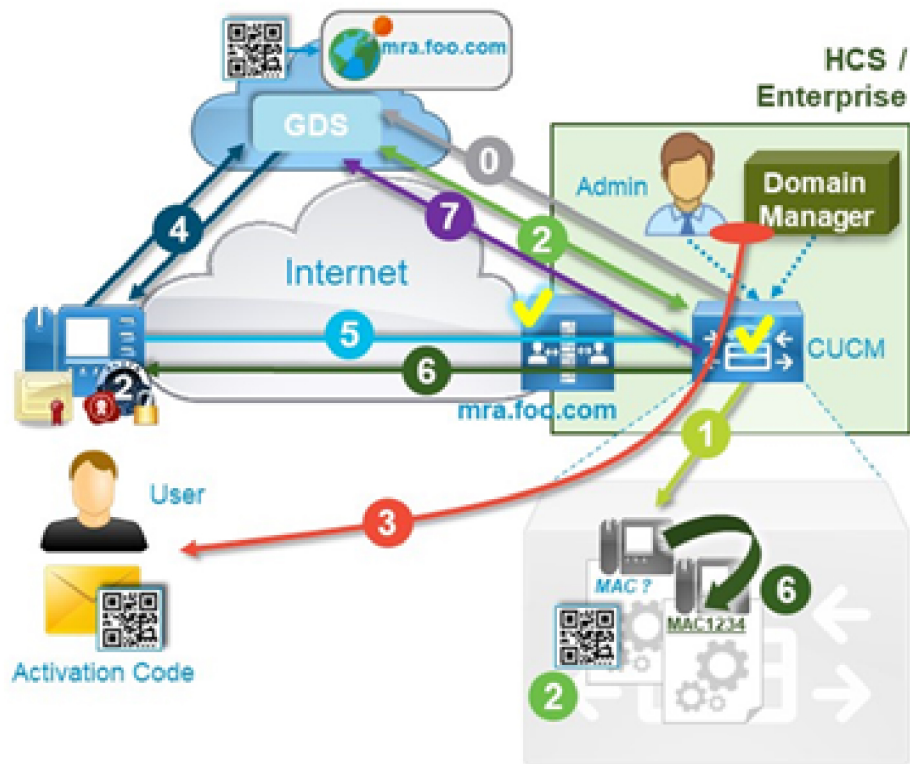 mra.foo.com
HCS /
Enterprise
GDS
0
Admin
Domain
Manager
7
2
4
Internet
5
CUCM
6
2
mra.foo.com
1
User
3
MAC ?
6
MAC1234
Activation Code
2